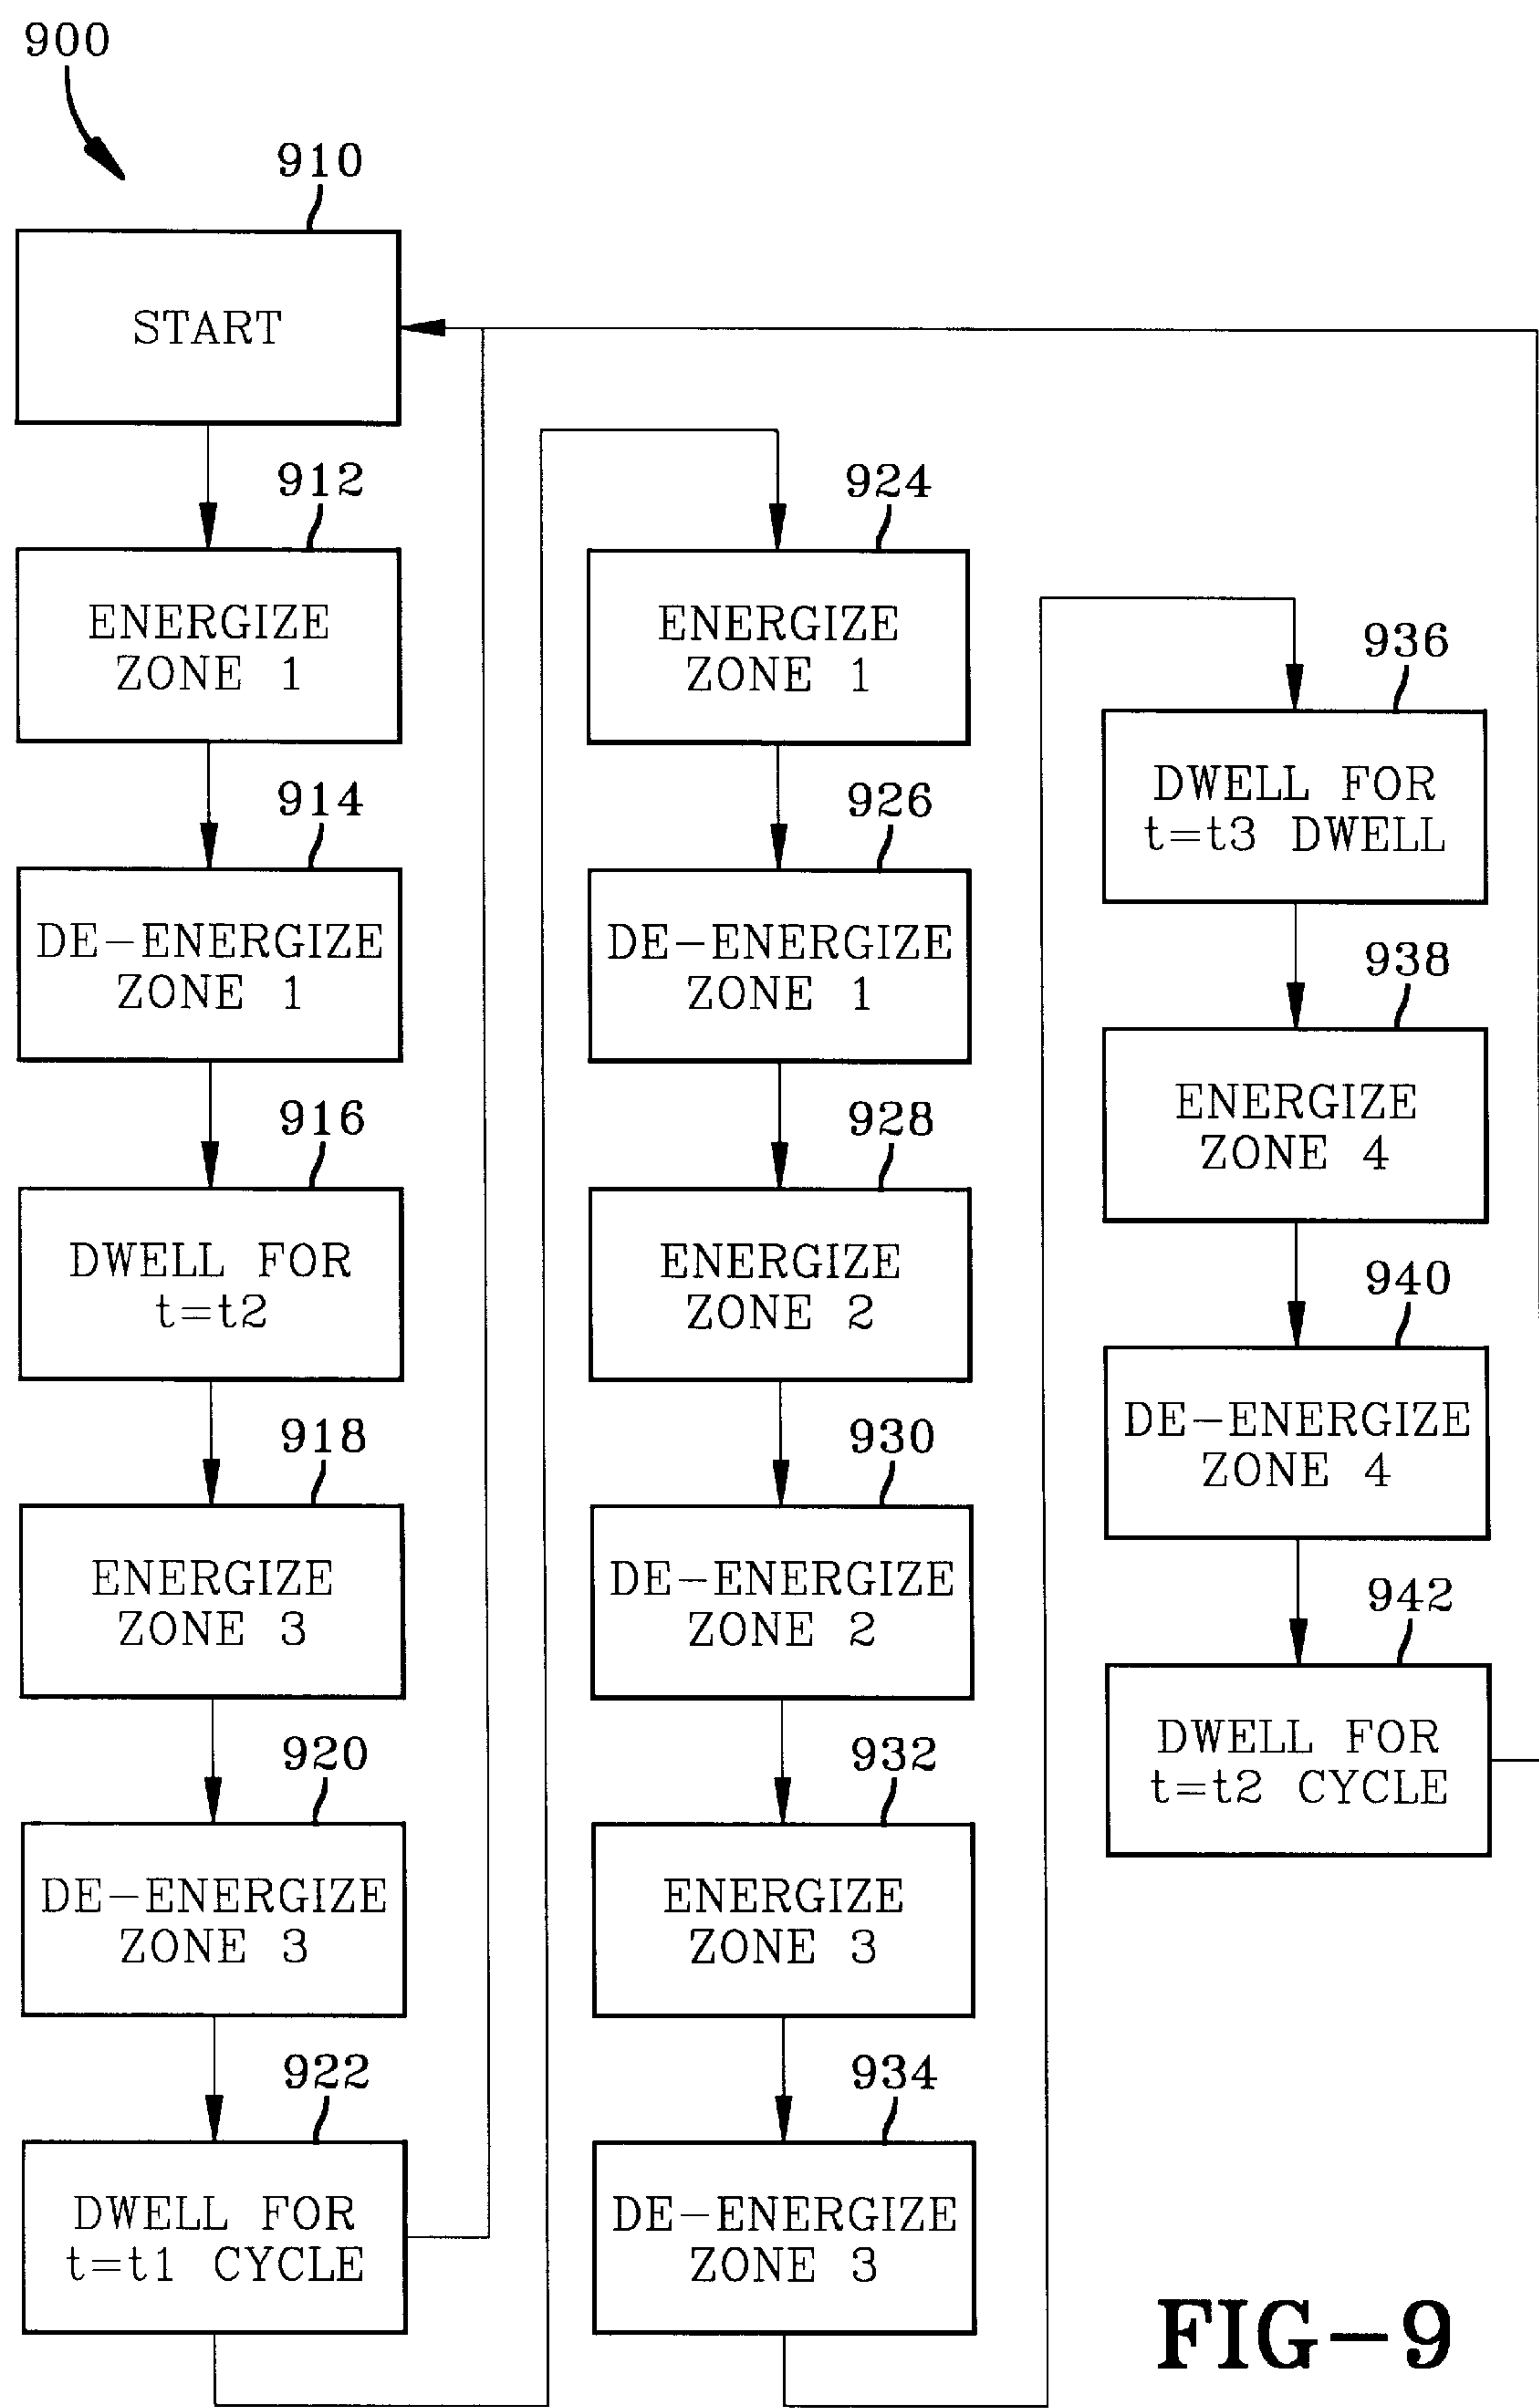 900
910
START
912
ENERGIZE
ZONE 1
914
DE-ENERGIZE
ZONE 1
916
DWELL FOR
t=t2
918
ENERGIZE
ZONE 3
920
DE-ENERGIZE
ZONE 3
922
DWELL FOR
t=t1 CYCLE
924
ENERGIZE
ZONE 1
926
DE-ENERGIZE
ZONE 1
928
ENERGIZE
ZONE 2
930
DE-ENERGIZE
ZONE 2
932
ENERGIZE
ZONE 3
934
DE-ENERGIZE
ZONE 3
936
DWELL FOR
t=t3 DWELL
938
ENERGIZE
ZONE 4
940
DE-ENERGIZE
ZONE 4
942
DWELL FOR
t=t2 CYCLE
FIG-9